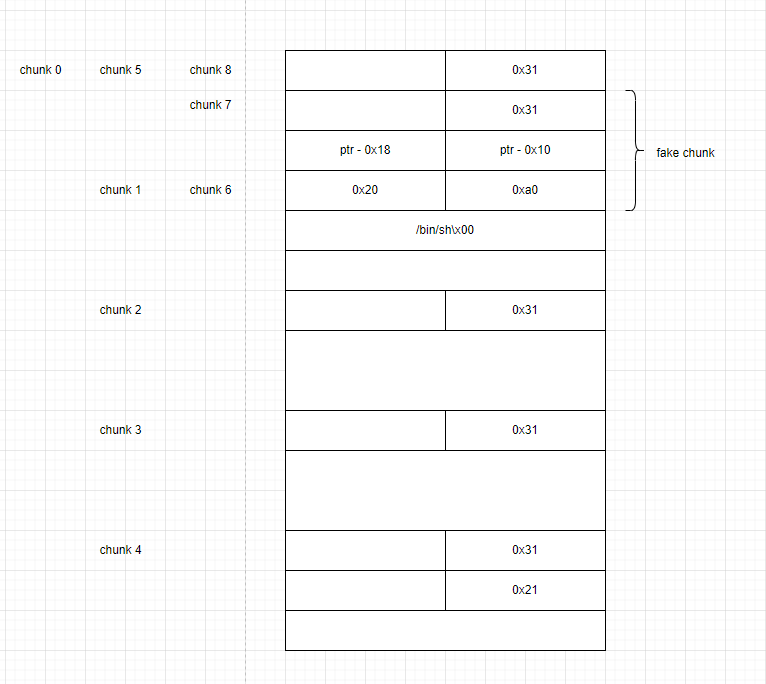 chunk 0 chunk 5 chunk 8 0x31
chunk 7 0x31
ptr - 0x18 ptr - 0x10 fake chunk
chunk 1 chunk 6 0x20 0xa0
/bin/sh\x00
chunk 2 0x31
chunk 3 0x31
chunk 4 0x31
0x21